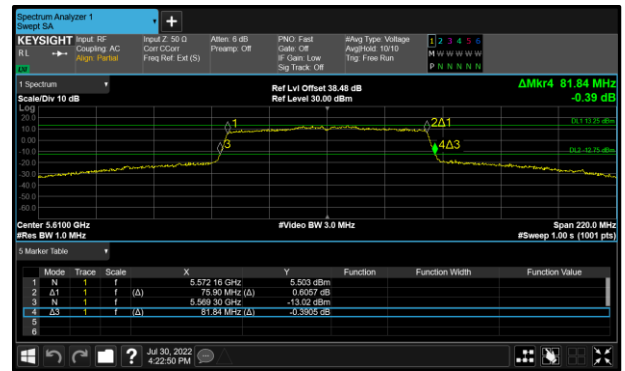 Spectrum Analyzer 1
Swept SA
+
KEYSIGHT Input: RF Input Z: 50 Ω Atten: 6 dB PNO: Fast #Avg Type: Voltage 1 2 3 4 5 6
RL Coupling: AC Corr CCorr Preamp: Off Gate: Off Avg|Hold: 10/10 M W W W W W
Align: Partial Freq Ref: Ext (S) IF Gain: Low Trig: Free Run
Sig Track: Off P N N N N N
1 Spectrum ΔMkr4 81.84 MHz
Ref Lvl Offset 38.48 dB
Scale/Div 10 dB Ref Level 30.00 dBm -0.39 dB
Log
20.0 1 2Δ1 DL1 13.25 dBm
10.0
0.00 3 4Δ3
-10.0 DL2 -12.75 dBm
-20.0
-30.0
-40.0
-50.0
-60.0
Center 5.6100 GHz #Video BW 3.0 MHz Span 220.0 MHz
#Res BW 1.0 MHz #Sweep 1.00 s (1001 pts)
5 Marker Table
Mode Trace Scale X Y Function Function Width Function Value
1 N 1 f 5.572 16 GHz 5.503 dBm
2 Δ1 1 f (Δ) 75.90 MHz (Δ) 0.6057 dB
3 N 1 f 5.569 30 GHz -13.02 dBm
4 Δ3 1 f (Δ) 81.84 MHz (Δ) -0.3905 dB
5
6
? Jul 30, 2022
4:22:50 PM